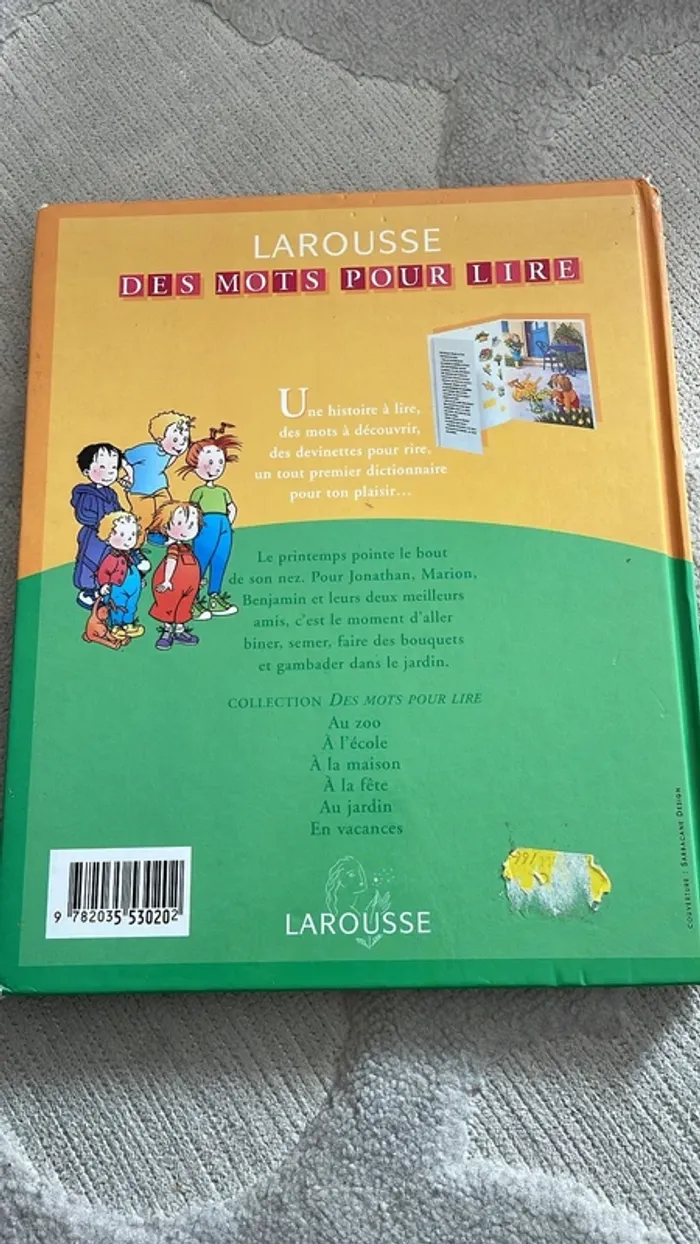 LAROUSSE
DES MOTS POUR LIRE
Une histoire à lire,
des mots à découvrir,
des devinettes pour rire,
un tout premier dictionnaire
pour ton plaisir...
Le printemps pointe le bout
de son nez. Pour Jonathan, Marion,
Benjamin et leurs deux meilleurs
amis, c'est le moment d'aller
biner, semer, faire des bouquets
et gambader dans le jardin.
COLLECTION DES MOTS POUR LIRE
Au zoo
À l'école
À la maison
À la fête
Au jardin
En vacances
9 782035 530202
LAROUSSE
COUVERTURE : SARBACANE DESIGN